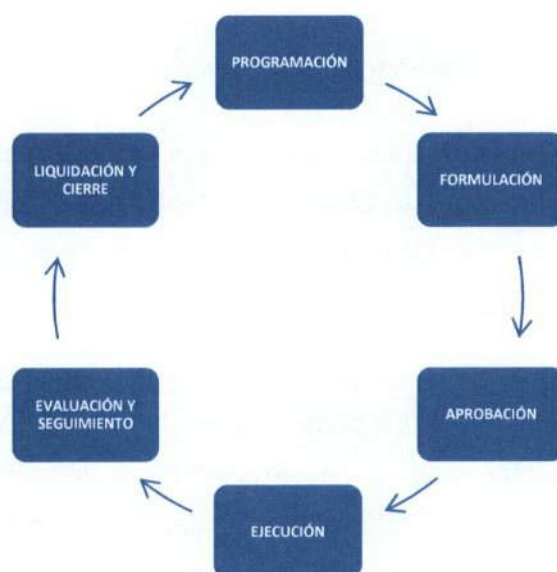 PROGRAMACIÓN
FORMULACIÓN
APROBACIÓN
EJECUCIÓN
EVALUACIÓN Y
SEGUIMIENTO
LIQUIDACIÓN Y
CIERRE